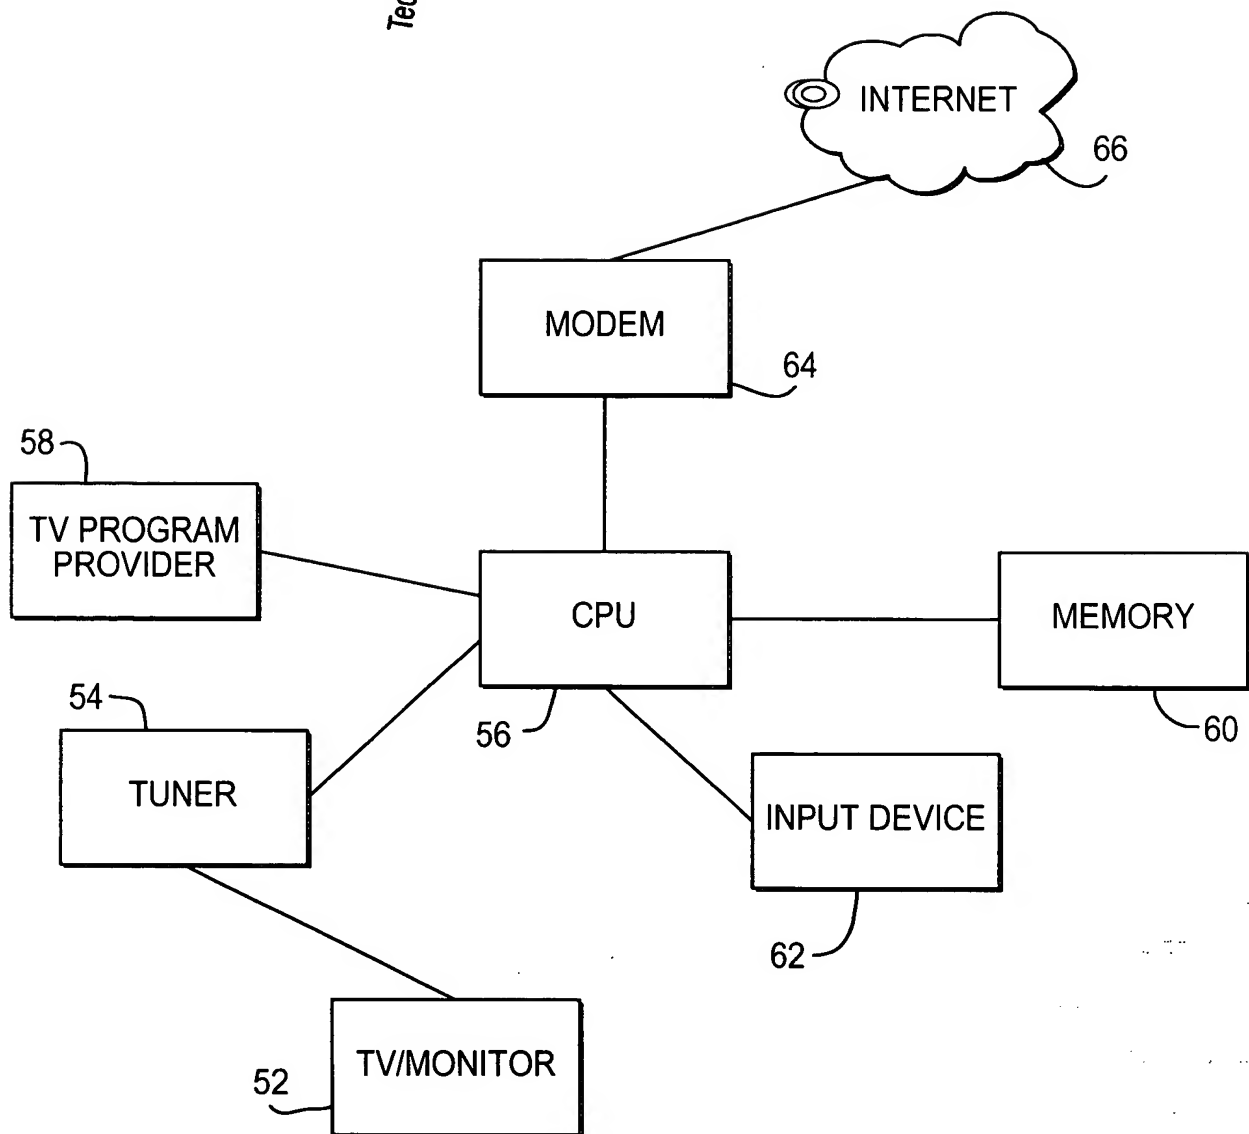 INTERNET
66
MODEM
64
58
TV PROGRAM
PROVIDER
CPU
MEMORY
54
56
60
TUNER
INPUT DEVICE
62
TV/MONITOR
52